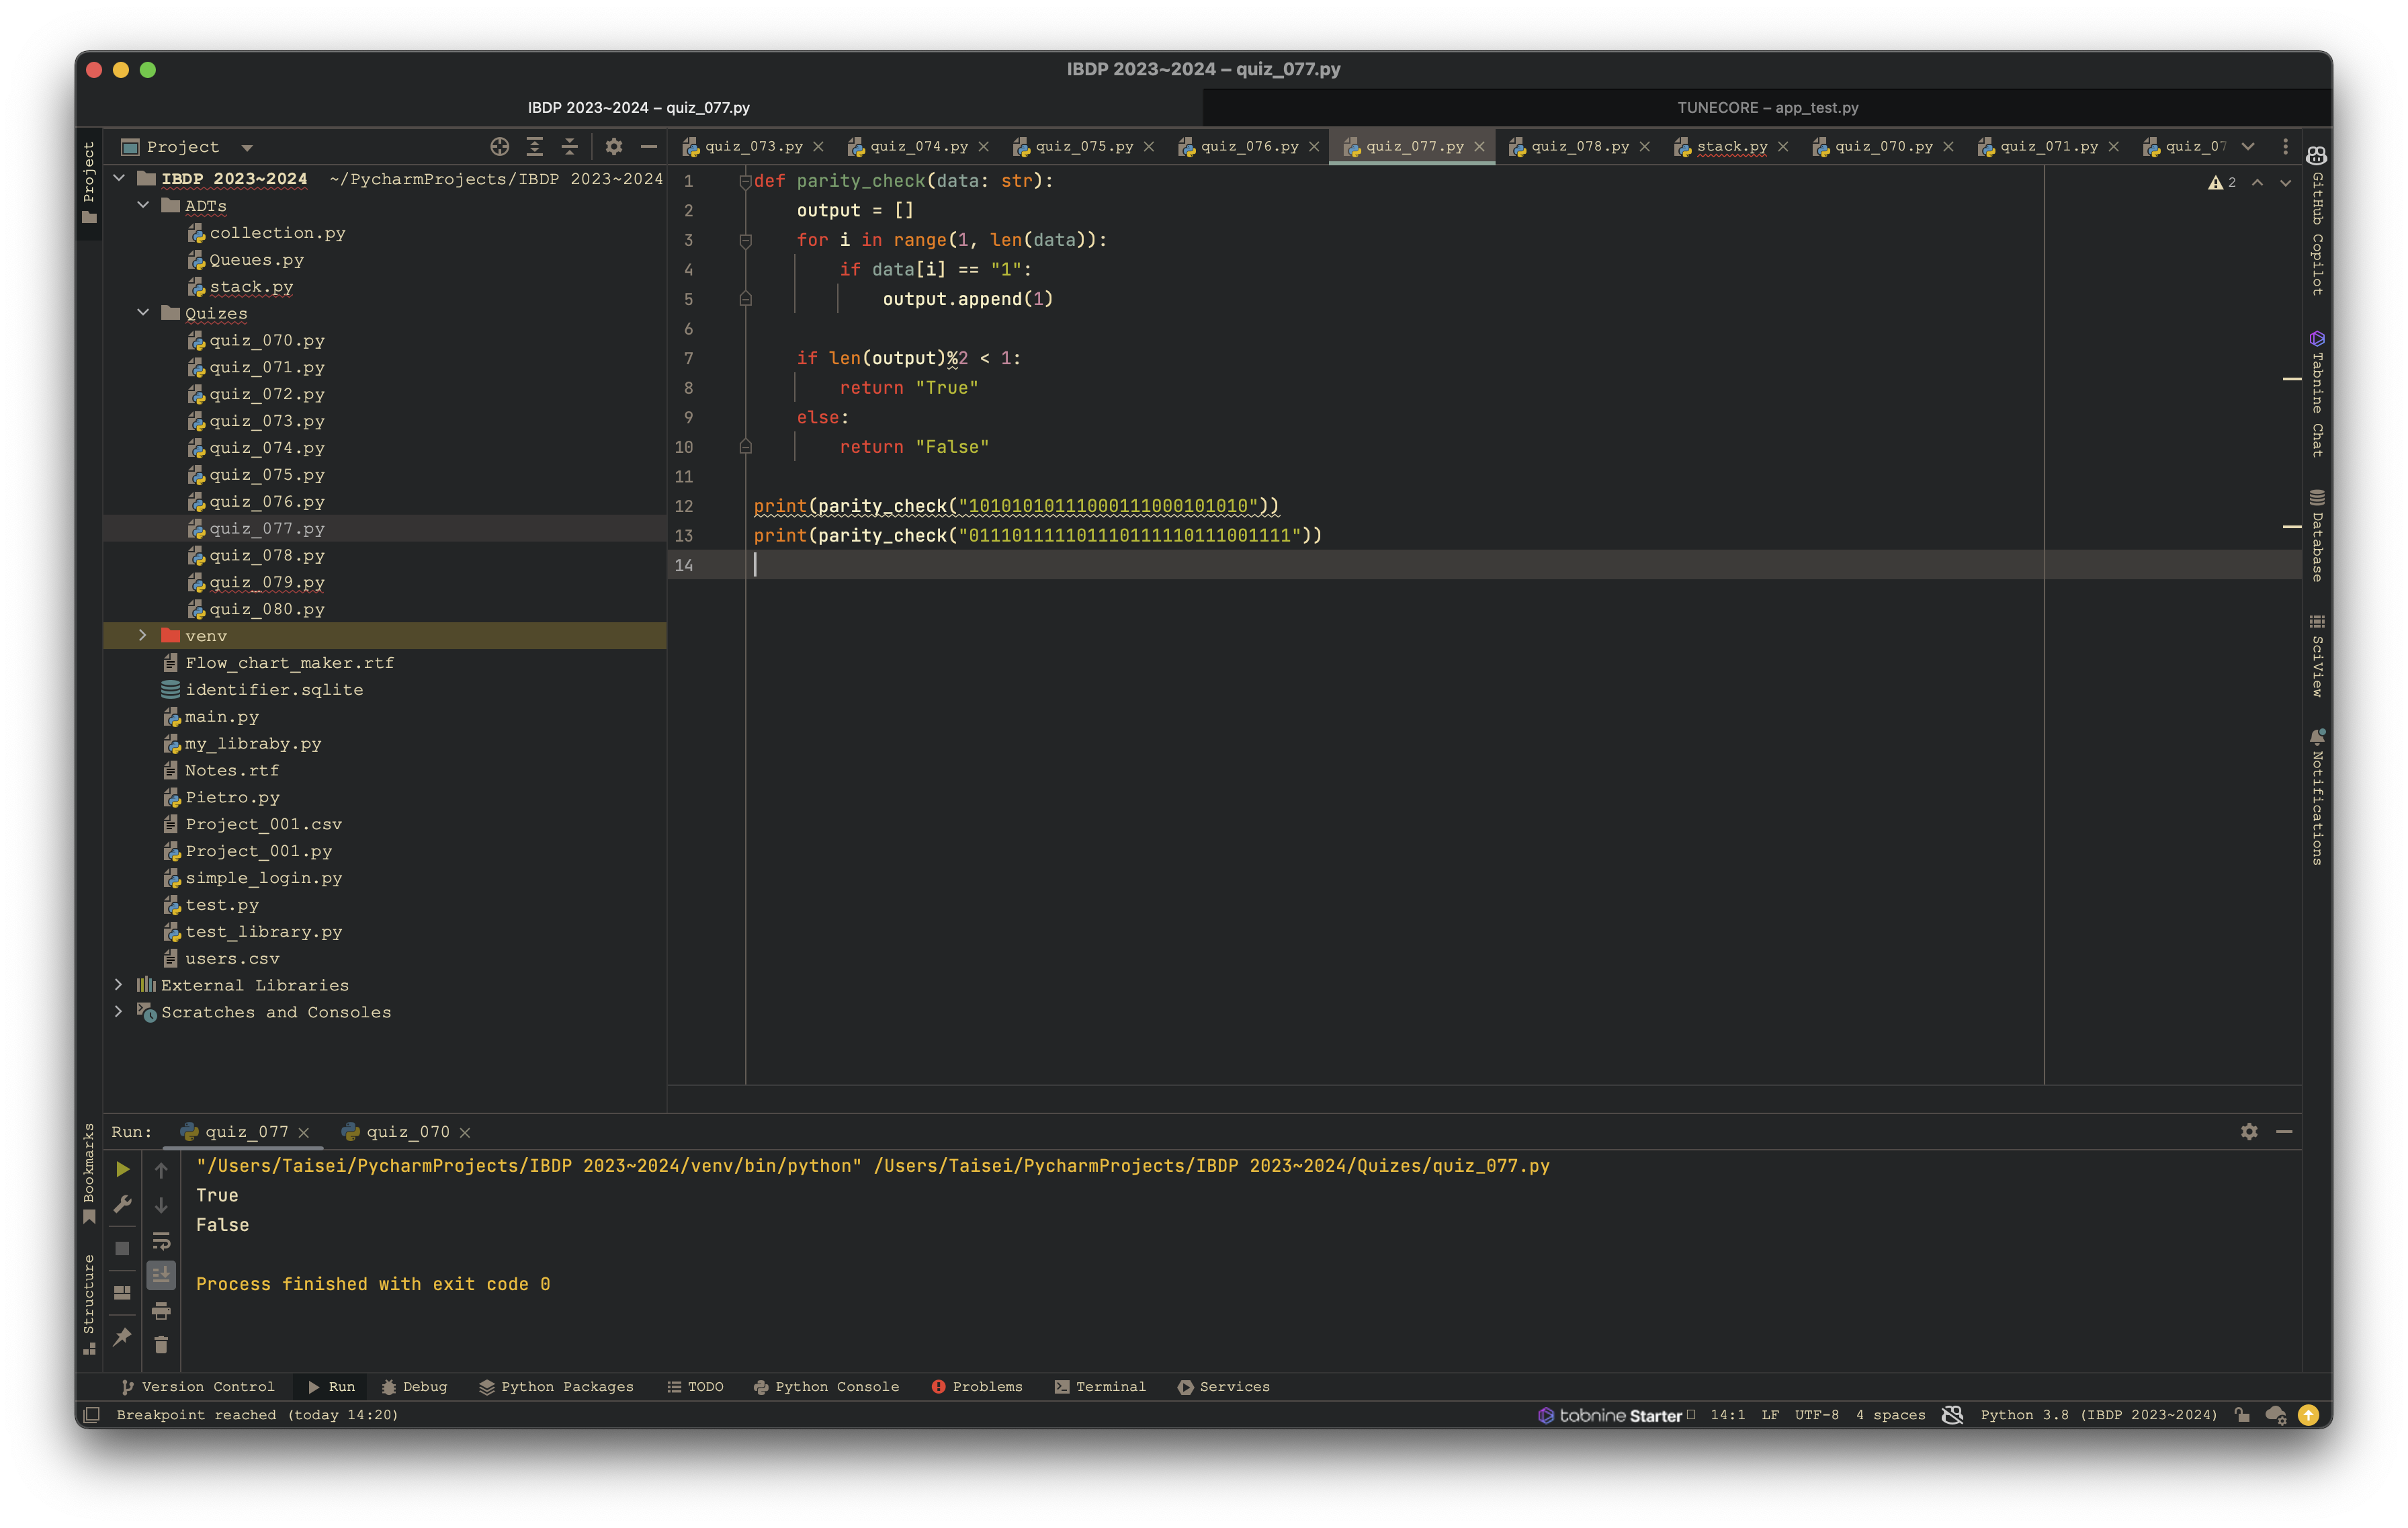 IBDP 2023~2024 – quiz_077.py
IBDP 2023~2024 – quiz_077.py
TUNECORE – app_test.py
Project
Project
IBDP 2023~2024 ~/PycharmProjects/IBDP 2023~2024
ADTs
collection.py
Queues.py
stack.py
Quizes
quiz_070.py
quiz_071.py
quiz_072.py
quiz_073.py
quiz_074.py
quiz_075.py
quiz_076.py
quiz_077.py
quiz_078.py
quiz_079.py
quiz_080.py
venv
Flow_chart_maker.rtf
identifier.sqlite
main.py
my_libraby.py
Notes.rtf
Pietro.py
Project_001.csv
Project_001.py
simple_login.py
test.py
test_library.py
users.csv
External Libraries
Scratches and Consoles
quiz_073.py quiz_074.py quiz_075.py quiz_076.py quiz_077.py quiz_078.py stack.py quiz_070.py quiz_071.py quiz_07
2
1 def parity_check(data: str):
2 output = []
3 for i in range(1, len(data)):
4 if data[i] == "1":
5 output.append(1)
6
7 if len(output)%2 < 1:
8 return "True"
9 else:
10 return "False"
11
12 print(parity_check("10101010111000111000101010"))
13 print(parity_check("011101111101110111110111001111"))
14
GitHub Copilot
Tabnine Chat
Database
SciView
Notifications
Bookmarks
Structure
Run: quiz_077 quiz_070
"/Users/Taisei/PycharmProjects/IBDP 2023~2024/venv/bin/python" /Users/Taisei/PycharmProjects/IBDP 2023~2024/Quizes/quiz_077.py
True
False
Process finished with exit code 0
Version Control Run Debug Python Packages TODO Python Console Problems Terminal Services
Breakpoint reached (today 14:20) tabnine Starter 14:1 LF UTF-8 4 spaces Python 3.8 (IBDP 2023~2024)